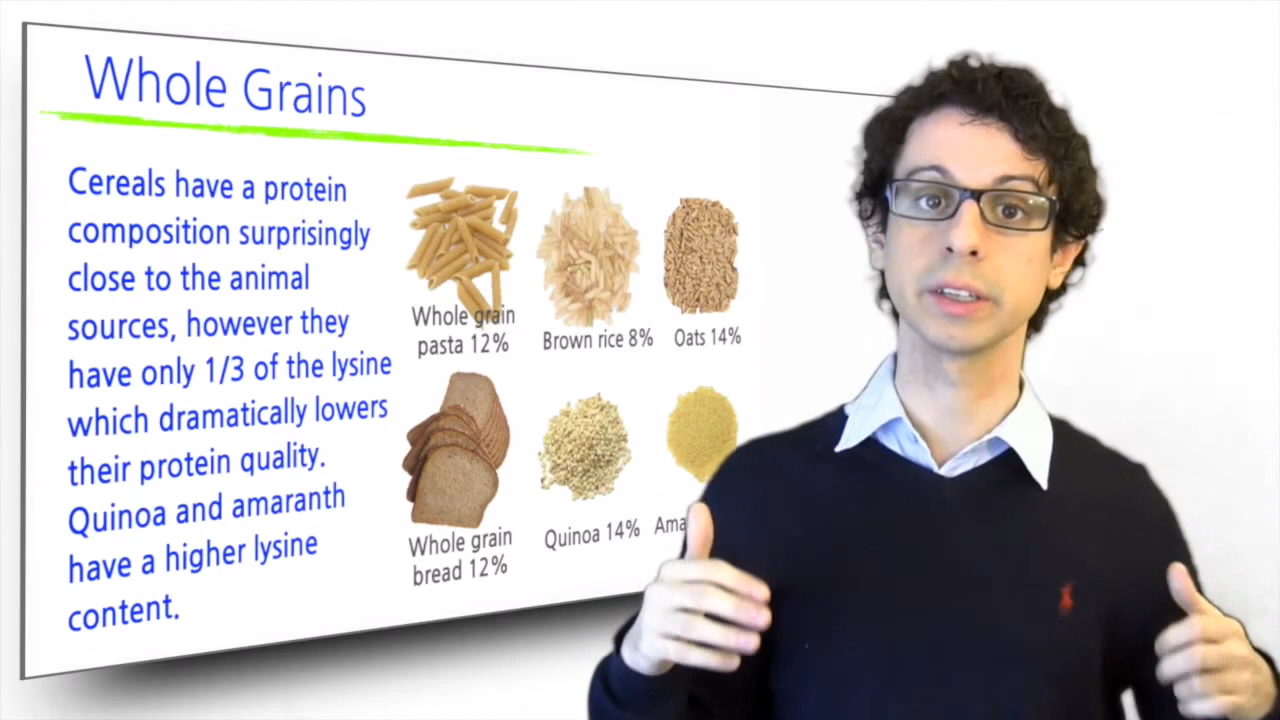 Whole Grains
Cereals have a protein
composition surprisingly
close to the animal
sources, however they
have only 1/3 of the lysine
which dramatically lowers
their protein quality.
Quinoa and amaranth
have a higher lysine
content.
Whole grain
pasta 12%
Brown rice 8%
Oats 14%
Whole grain
bread 12%
Quinoa 14%